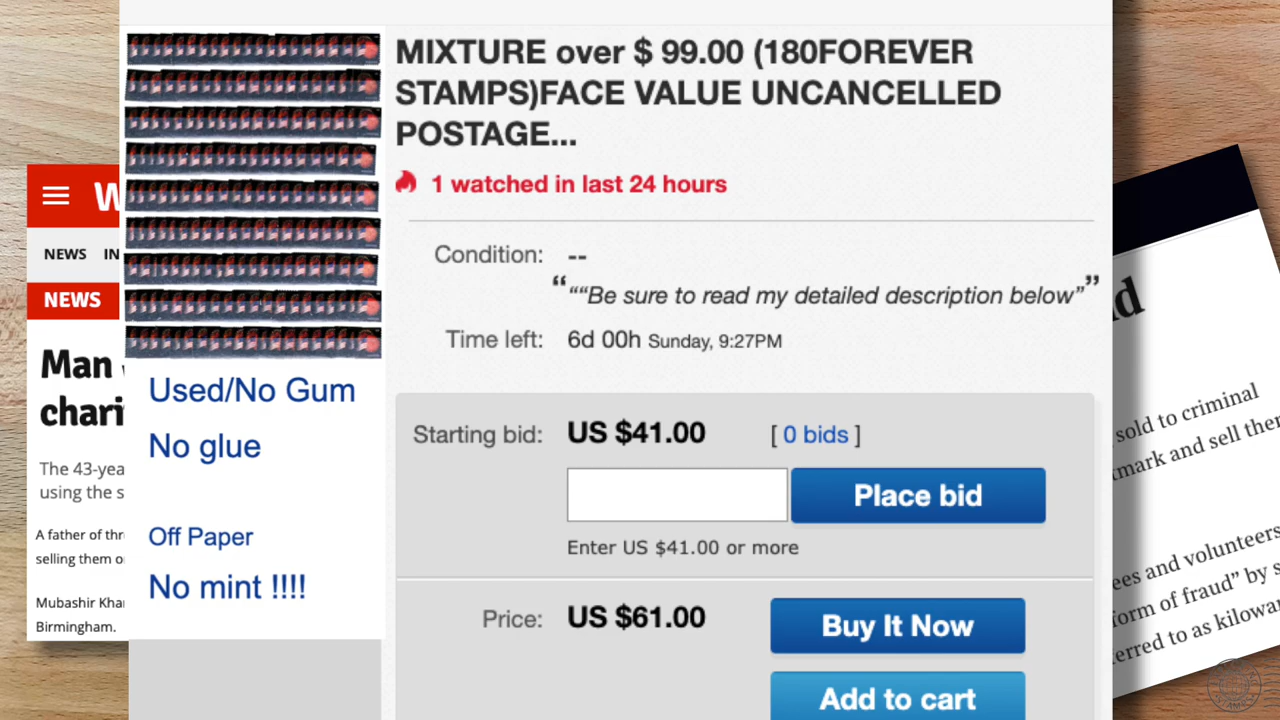 W
NEWS IN
NEWS
Man
chari
The 43-yea
using the s
A father of thr
selling them o
Mubashir Khan
Birmingham.
Used/No Gum
No glue
Off Paper
No mint !!!!
MIXTURE over $ 99.00 (180FOREVER
STAMPS)FACE VALUE UNCANCELLED
POSTAGE...
1 watched in last 24 hours
Condition: --
“““Be sure to read my detailed description below””
Time left: 6d 00h Sunday, 9:27PM
Starting bid: US $41.00 [ 0 bids ]
Place bid
Enter US $41.00 or more
Price: US $61.00
Buy It Now
Add to cart
d
sold to criminal
tmark and sell then
ees and volunteers
form of fraud” by s
erred to as kilowa